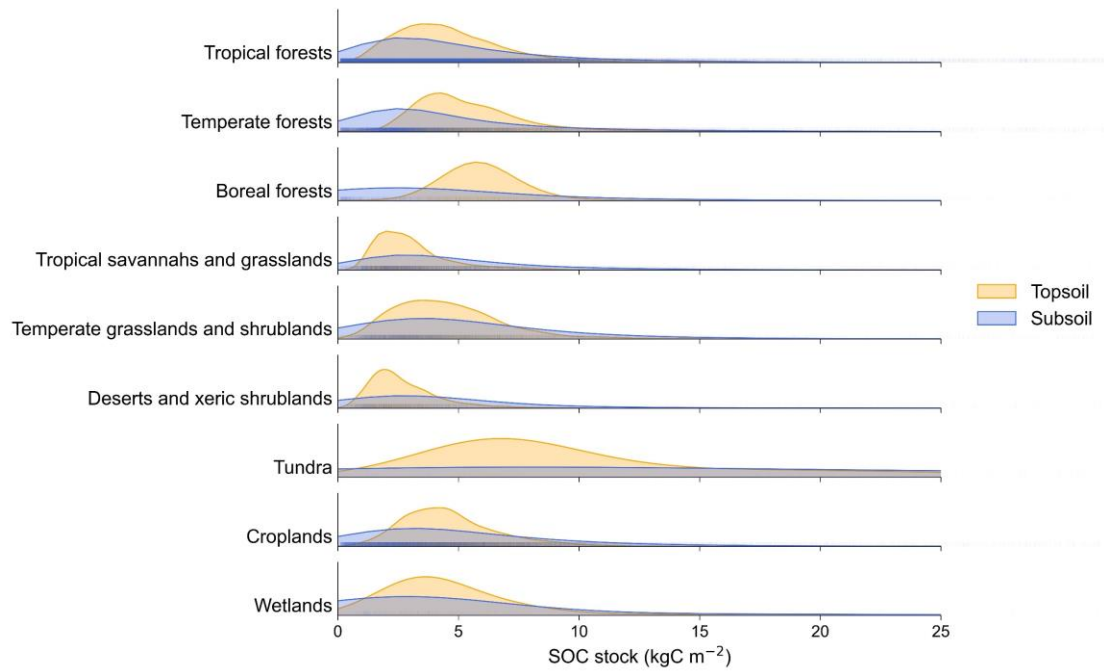 Tropical forests
Temperate forests
Boreal forests
Tropical savannahs and grasslands
Temperate grasslands and shrublands
Deserts and xeric shrublands
Tundra
Croplands
Wetlands
Topsoil
Subsoil
0 5 10 15 20 25
SOC stock (kgC m⁻²)